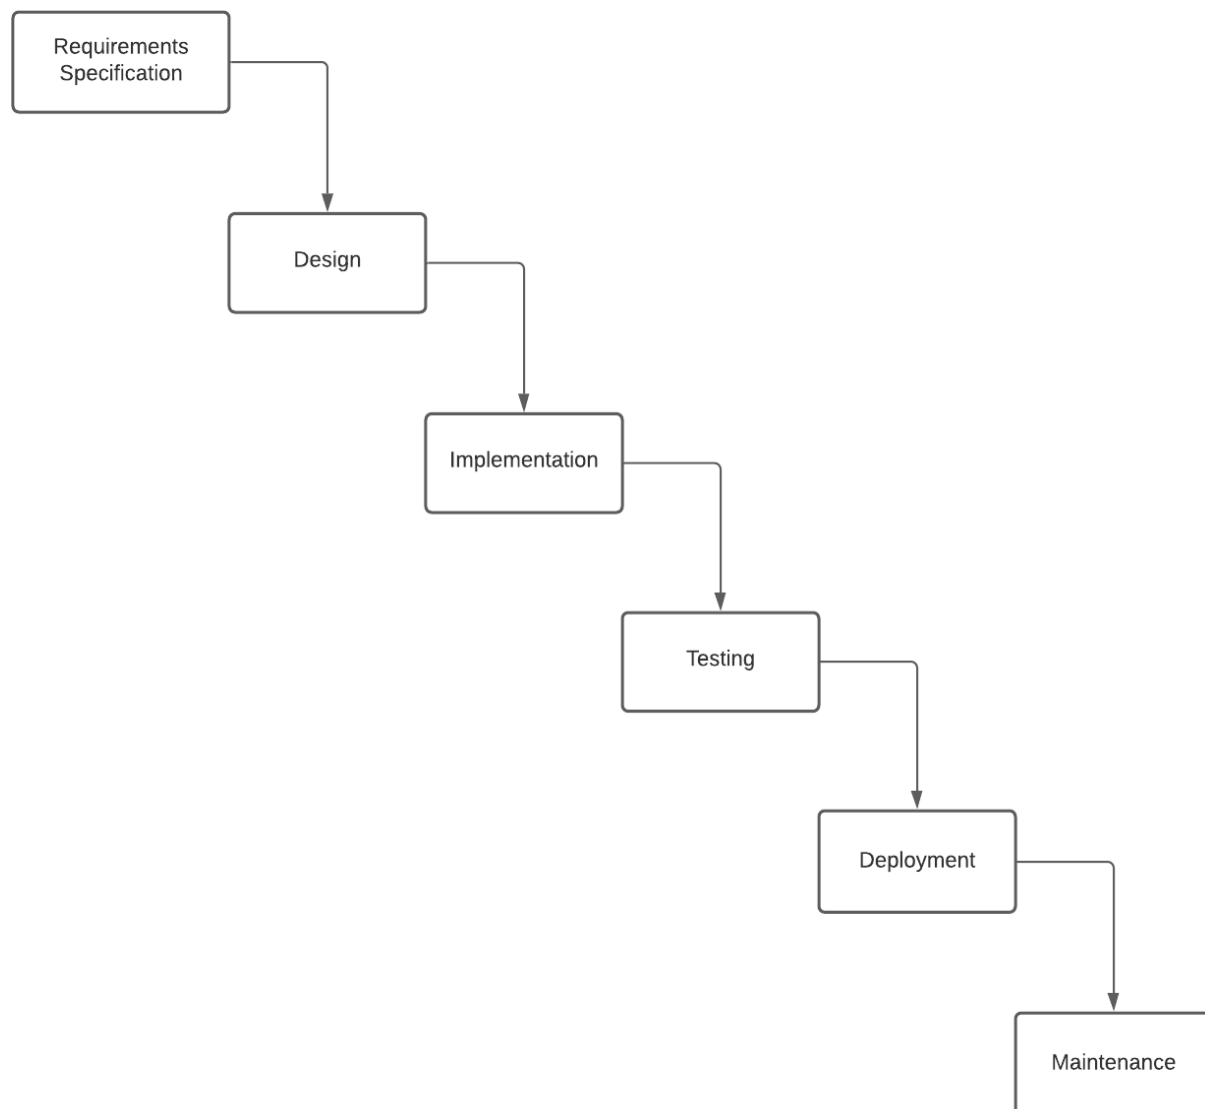 Requirements
Specification
Design
Implementation
Testing
Deployment
Maintenance